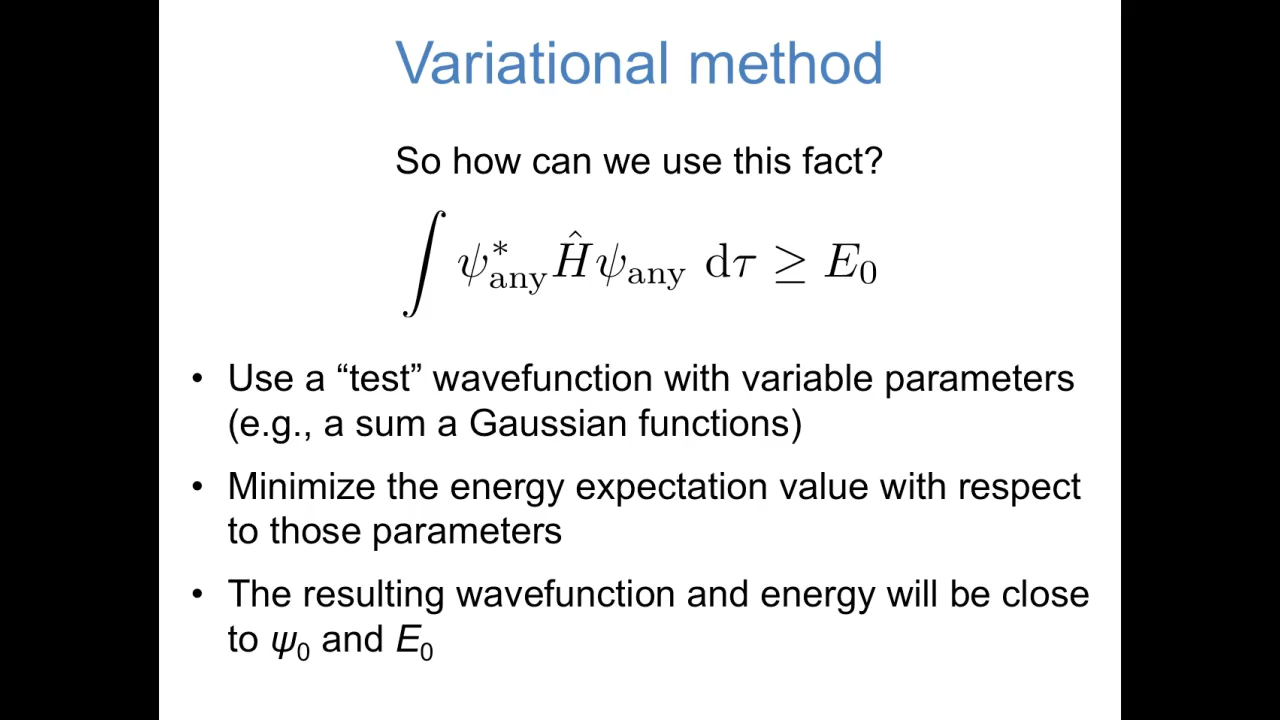 Variational method
So how can we use this fact?
∫ ψ*any Ĥψany dτ ≥ E0
• Use a “test” wavefunction with variable parameters
(e.g., a sum a Gaussian functions)
• Minimize the energy expectation value with respect
to those parameters
• The resulting wavefunction and energy will be close
to ψ0 and E0